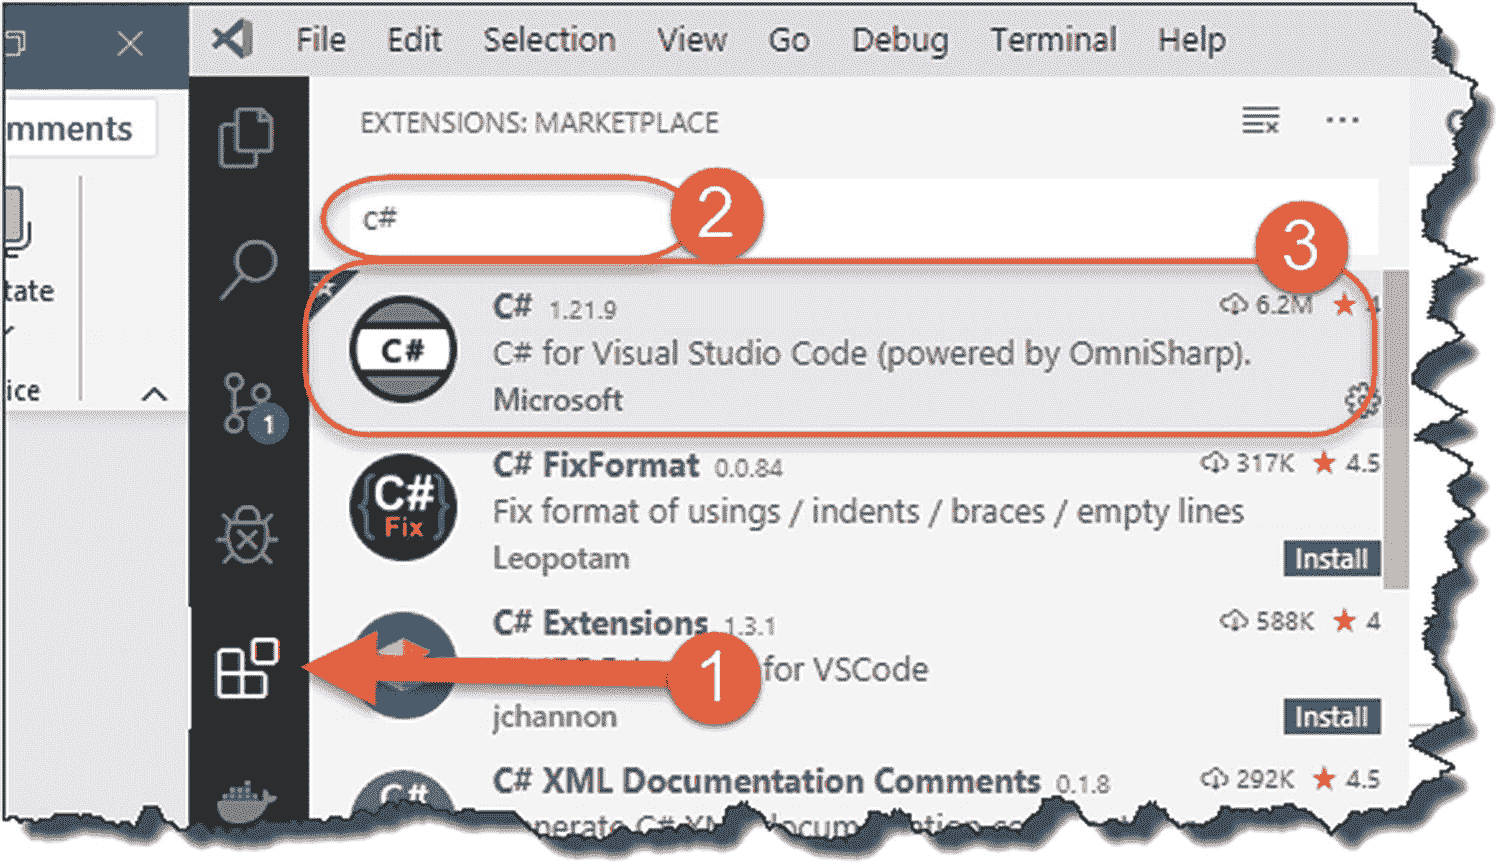 File Edit Selection View Go Debug Terminal Help
mments
EXTENSIONS: MARKETPLACE
c#
2
3
tate
ice
C# 1.21.9 6.2M 4
C#
C# for Visual Studio Code (powered by OmniSharp).
Microsoft
1
C# FixFormat 0.0.84 317K 4.5
C#
Fix
Fix format of usings / indents / braces / empty lines
Leopotam
Install
C# Extensions 1.3.1 588K 4
1
for VSCode
jchannon
Install
C# XML Documentation Comments 0.1.8 292K 4.5
C#